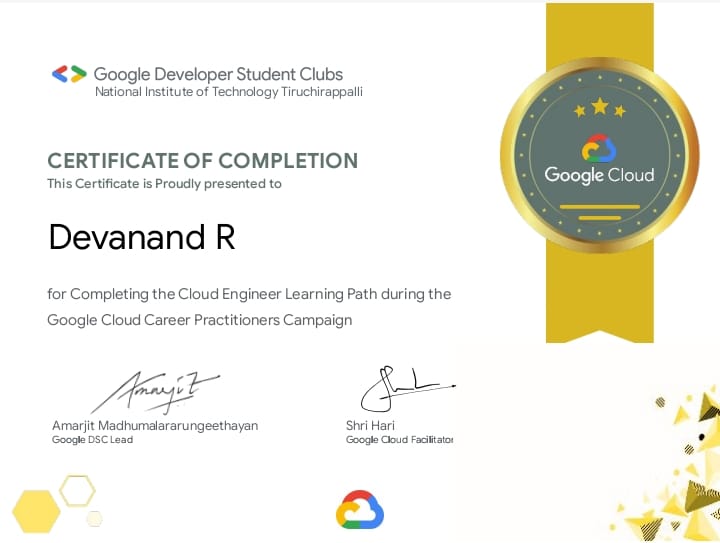 Google Developer Student Clubs
National Institute of Technology Tiruchirappalli
CERTIFICATE OF COMPLETION
This Certificate is Proudly presented to
Devanand R
for Completing the Cloud Engineer Learning Path during the
Google Cloud Career Practitioners Campaign
Google Cloud
Amarjit
Amarjit Madhumalararungeethayan
Google DSC Lead
Shri Hari
Google Cloud Facilitator